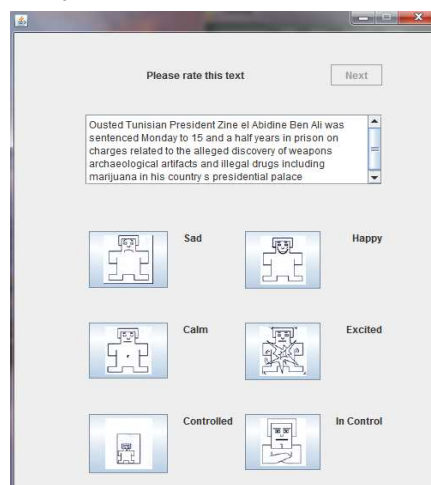 Please rate this text Next
Ousted Tunisian President Zine el Abidine Ben Ali was
sentenced Monday to 15 and a half years in prison on
charges related to the alleged discovery of weapons
archaeological artifacts and illegal drugs including
marijuana in his country s presidential palace
Sad Happy
Calm Excited
Controlled In Control